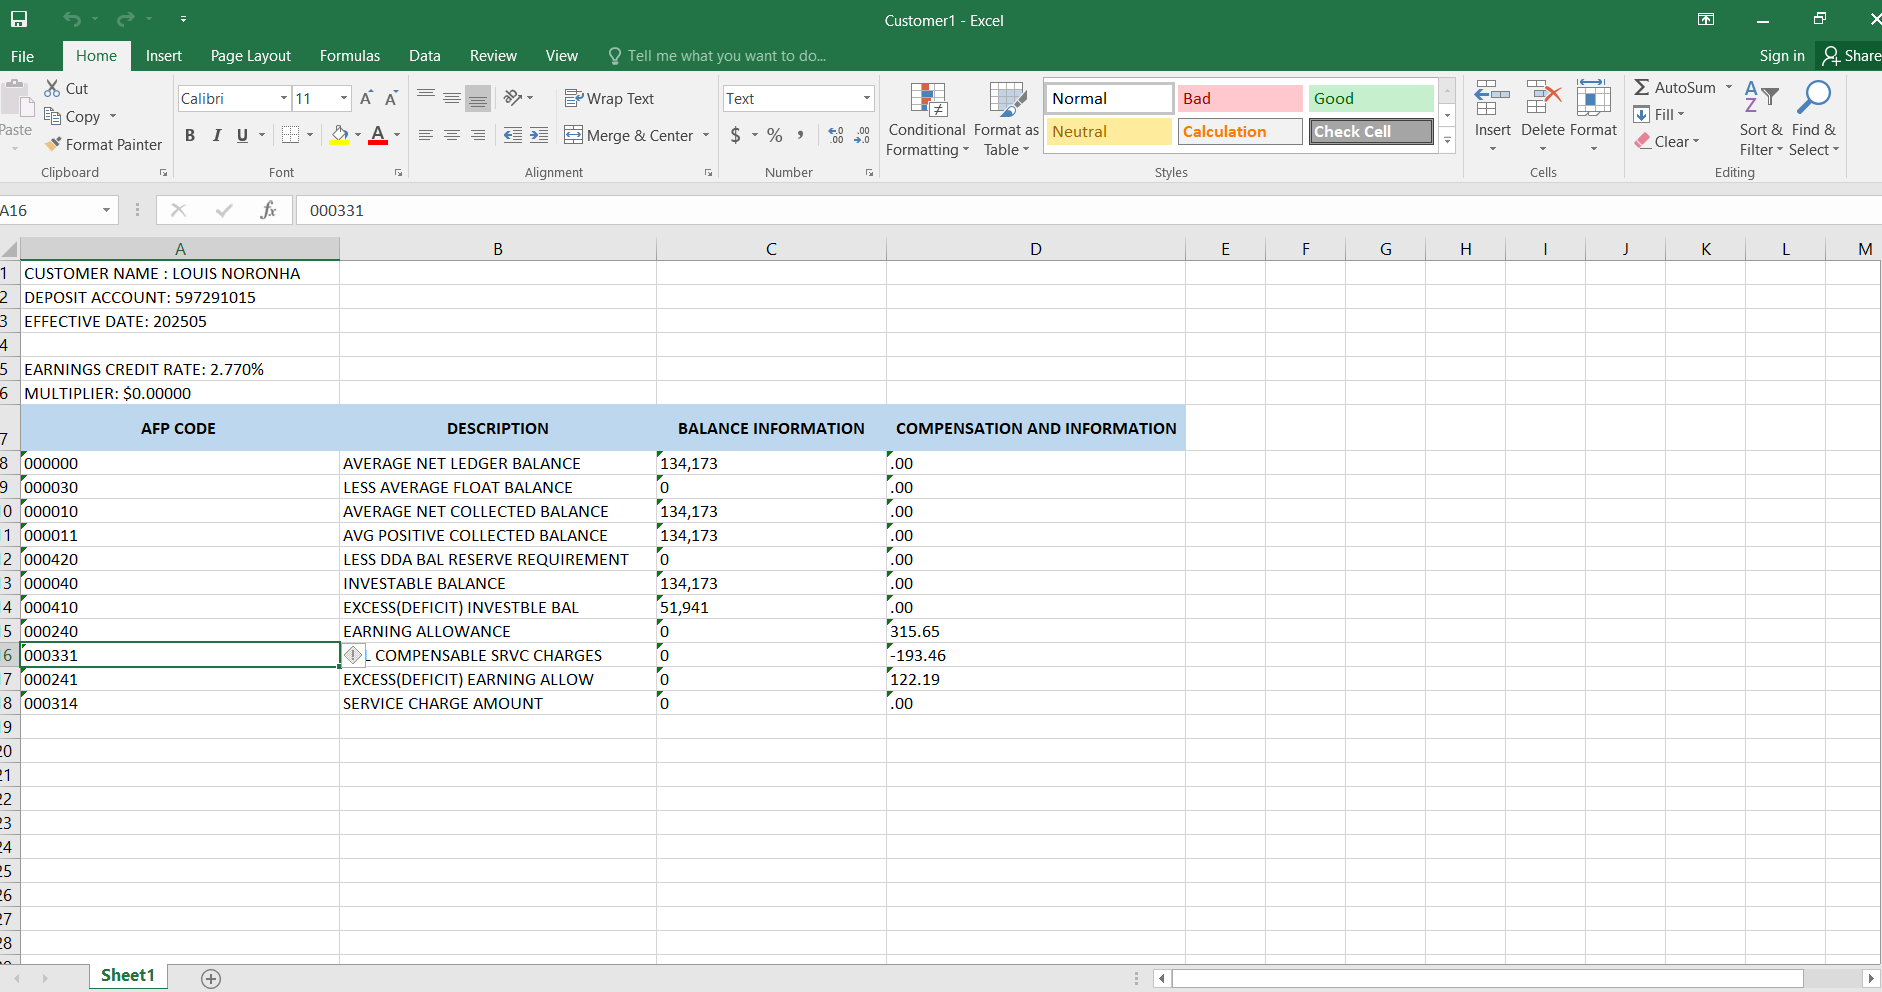 Customer1 - Excel
File Home Insert Page Layout Formulas Data Review View Tell me what you want to do... Sign in Share
Cut
Copy
Paste
Format Painter
Clipboard
Calibri 11
B I U
Font
Wrap Text
Merge & Center
Alignment
Text
$ % ,
Number
Conditional Formatting
Format as Table
Normal Bad Good
Neutral Calculation Check Cell
Styles
Insert Delete Format
Cells
AutoSum
Fill
Clear
Sort & Filter
Find & Select
Editing
A16 fx 000331
A B C D E F G H I J K L M
1 CUSTOMER NAME : LOUIS NORONHA
2 DEPOSIT ACCOUNT: 597291015
3 EFFECTIVE DATE: 202505
4
5 EARNINGS CREDIT RATE: 2.770%
6 MULTIPLIER: $0.00000
7 AFP CODE DESCRIPTION BALANCE INFORMATION COMPENSATION AND INFORMATION
8 000000 AVERAGE NET LEDGER BALANCE 134,173 .00
9 000030 LESS AVERAGE FLOAT BALANCE 0 .00
0 000010 AVERAGE NET COLLECTED BALANCE 134,173 .00
1 000011 AVG POSITIVE COLLECTED BALANCE 134,173 .00
2 000420 LESS DDA BAL RESERVE REQUIREMENT 0 .00
3 000040 INVESTABLE BALANCE 134,173 .00
4 000410 EXCESS(DEFICIT) INVESTBLE BAL 51,941 .00
5 000240 EARNING ALLOWANCE 0 315.65
6 000331 L COMPENSABLE SRVC CHARGES 0 -193.46
7 000241 EXCESS(DEFICIT) EARNING ALLOW 0 122.19
8 000314 SERVICE CHARGE AMOUNT 0 .00
9
20
21
22
23
24
25
26
27
28
Sheet1